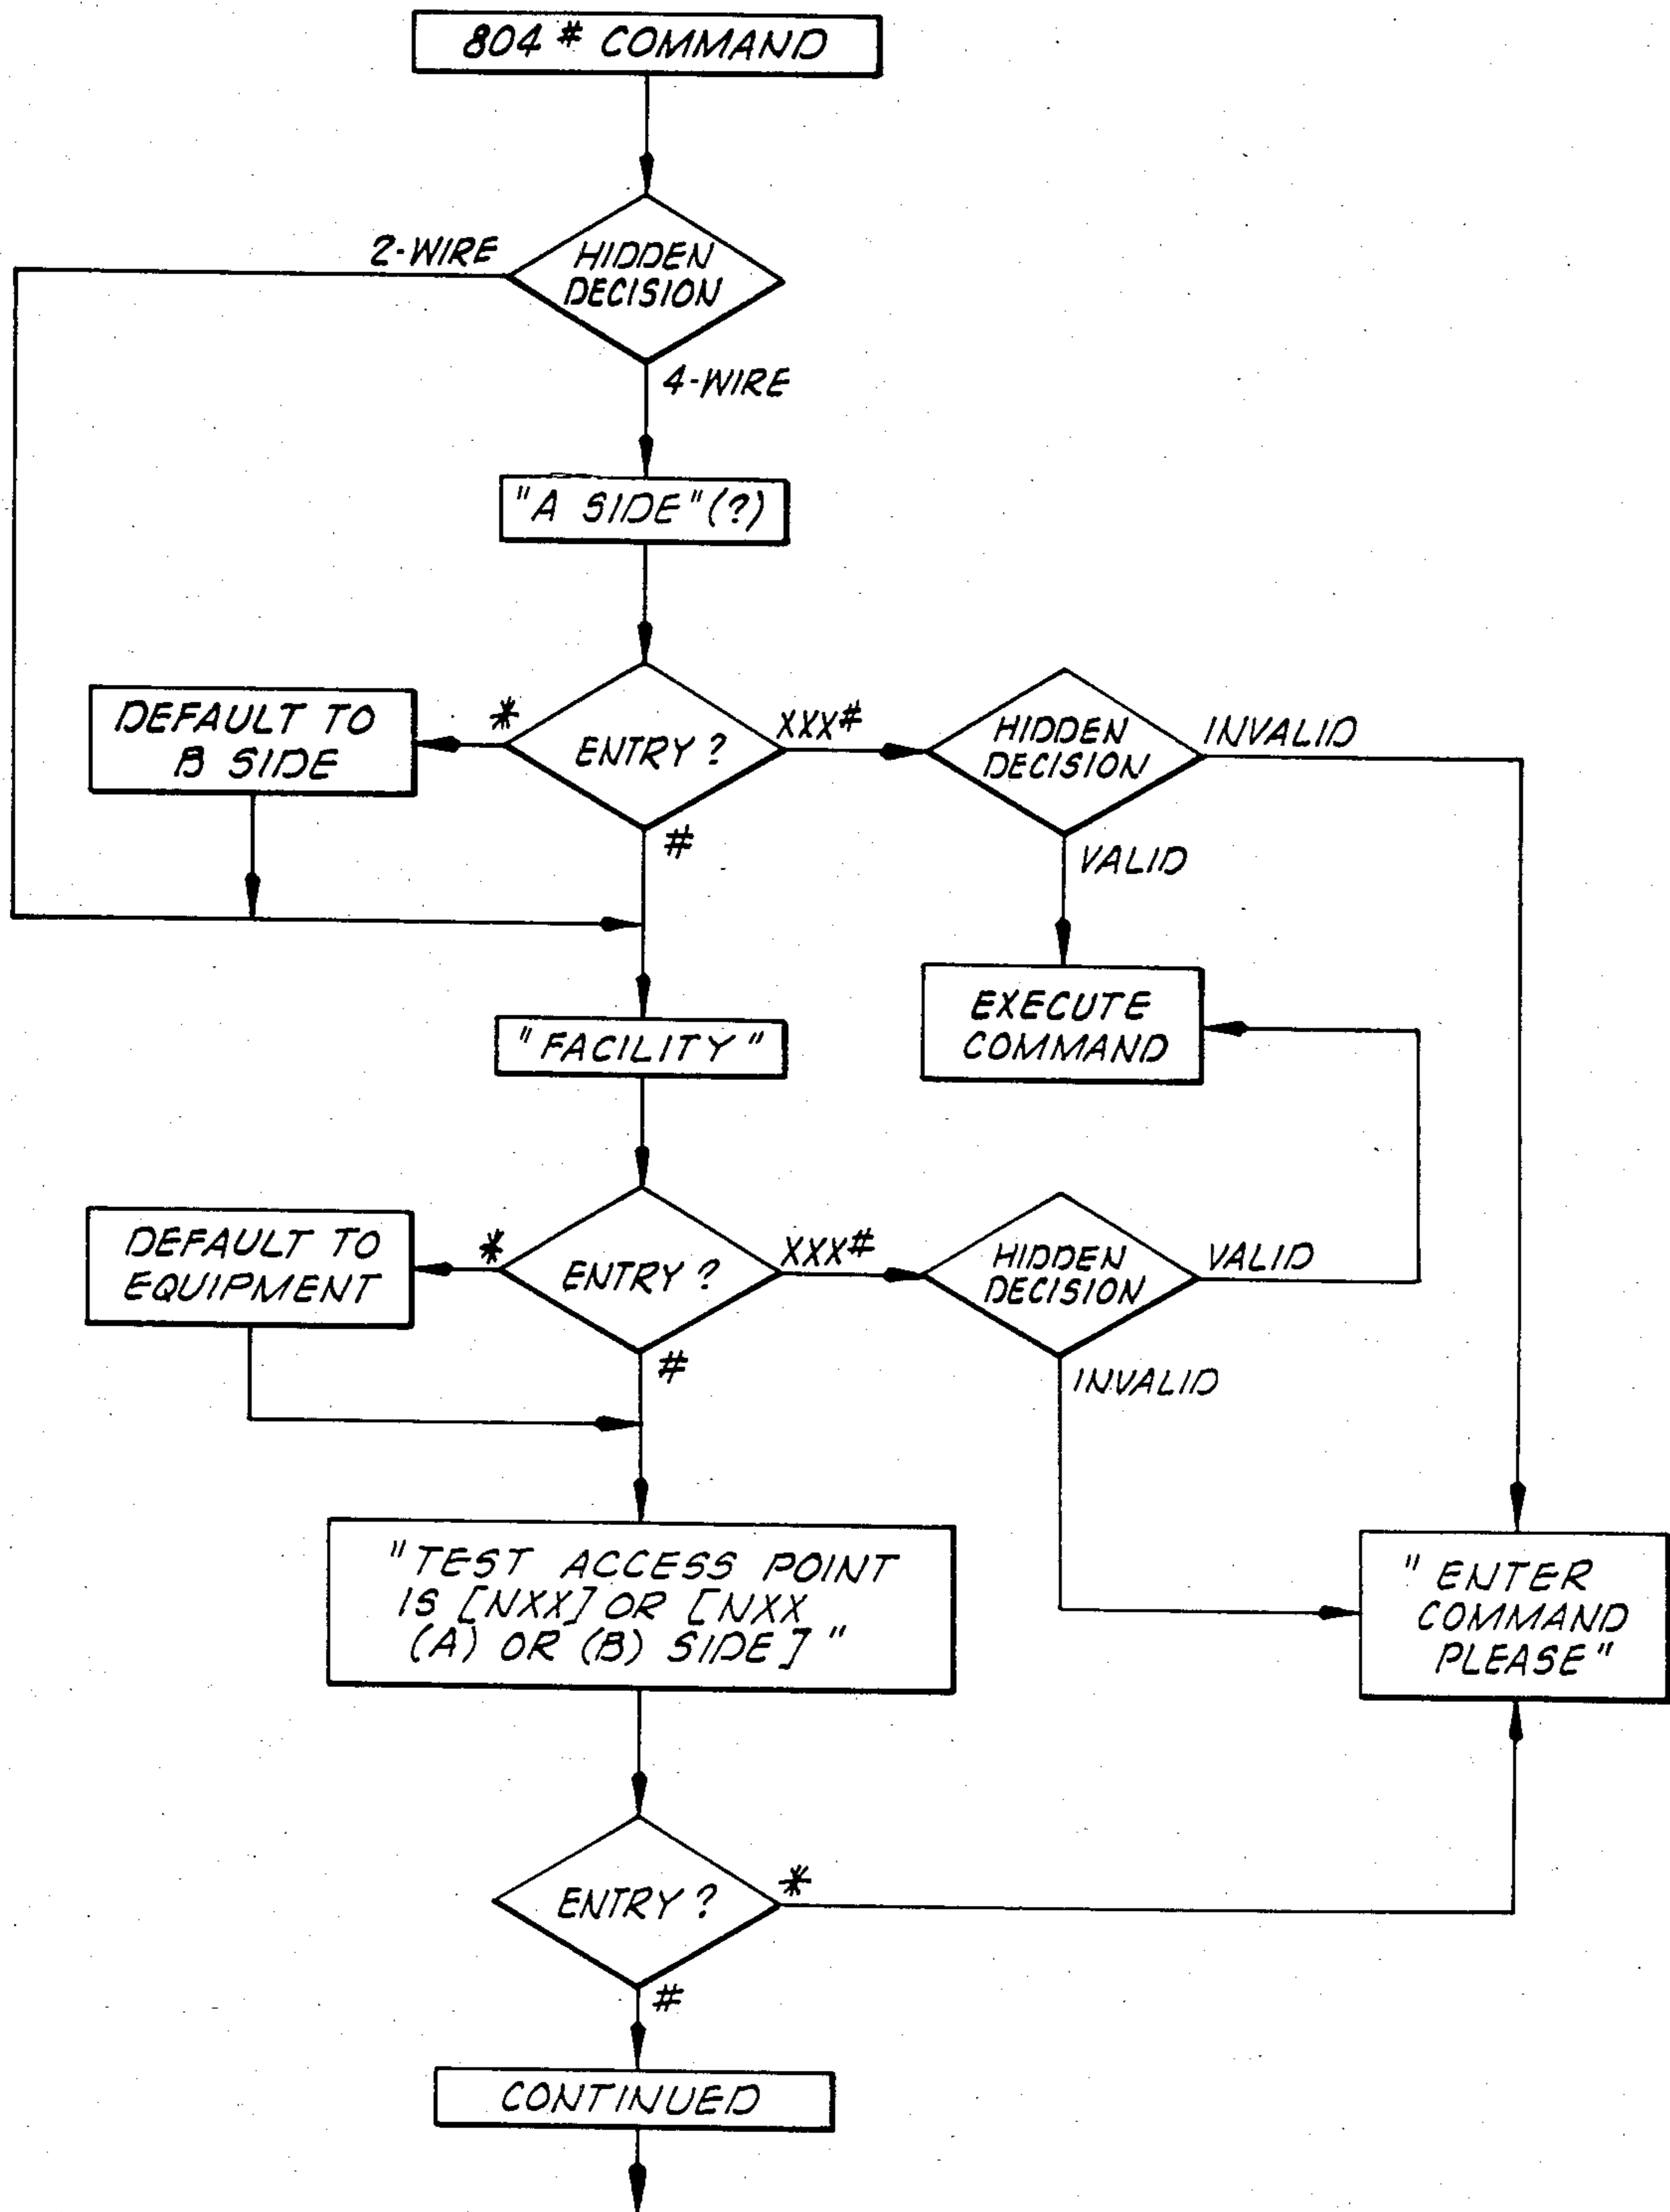 804 # COMMAND
2-WIRE
HIDDEN
DECISION
4-WIRE
"A SIDE"(?)
DEFAULT TO
B SIDE
*
ENTRY ?
XXX#
HIDDEN
DECISION
INVALID
#
VALID
EXECUTE
COMMAND
"FACILITY"
DEFAULT TO
EQUIPMENT
*
ENTRY ?
XXX#
HIDDEN
DECISION
VALID
#
INVALID
"TEST ACCESS POINT
IS [NXX] OR [NXX
(A) OR (B) SIDE]"
"ENTER
COMMAND
PLEASE"
ENTRY ?
*
#
CONTINUED